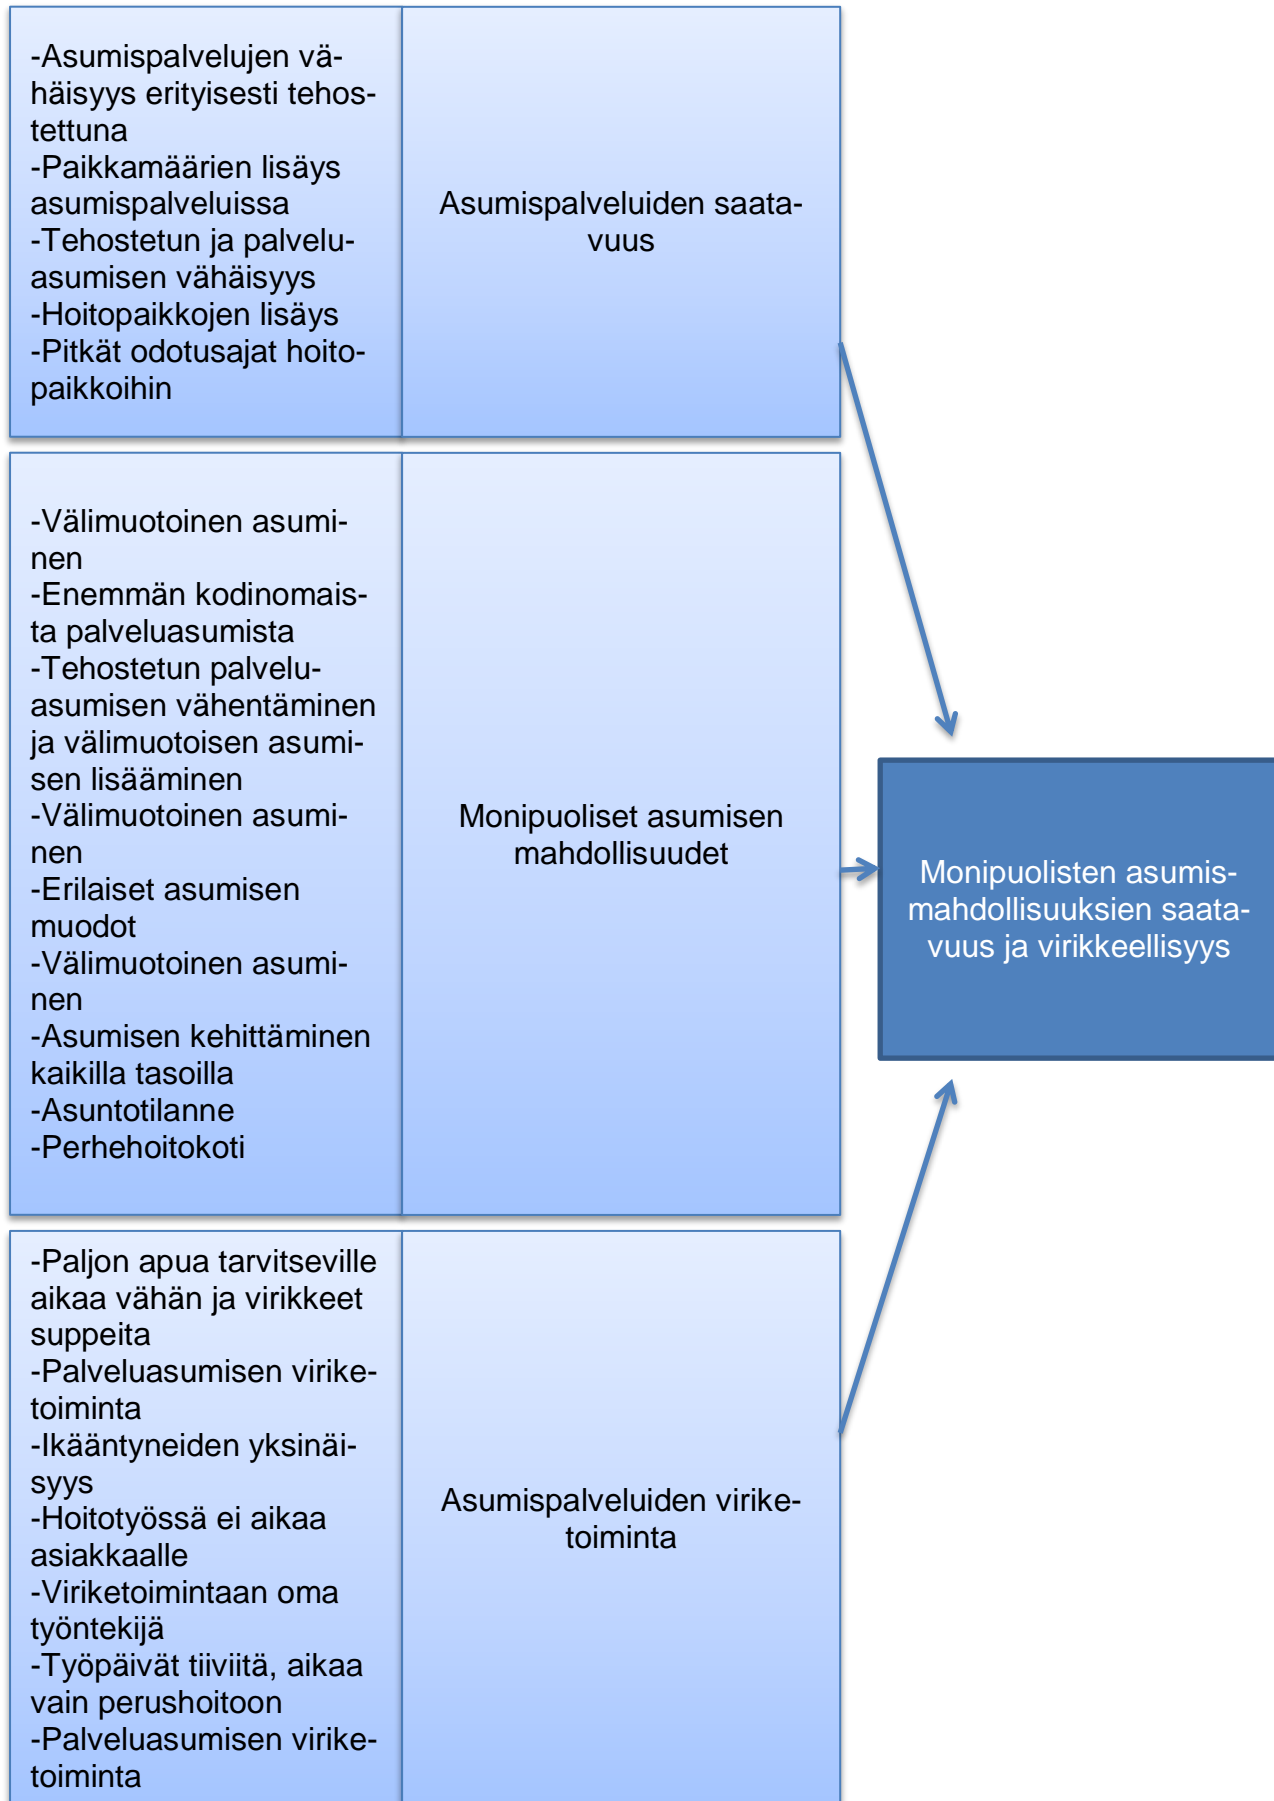 -Asumispalvelujen vä-
häisyys erityisesti tehos-
tettuna
-Paikkamäärien lisäys
asumispalveluissa
-Tehostetun ja palvelu-
asumisen vähäisyys
-Hoitopaikkojen lisäys
-Pitkät odotusajat hoito-
paikkoihin
Asumispalveluiden saata-
vuus
-Välimuotoinen asumi-
nen
-Enemmän kodinomais-
ta palveluasumista
-Tehostetun palvelu-
asumisen vähentäminen
ja välimuotoisen asumi-
sen lisääminen
-Välimuotoinen asumi-
nen
-Erilaiset asumisen
muodot
-Välimuotoinen asumi-
nen
-Asumisen kehittäminen
kaikilla tasoilla
-Asuntotilanne
-Perhehoitokoti
Monipuoliset asumisen
mahdollisuudet
-Paljon apua tarvitseville
aikaa vähän ja virikkeet
suppeita
-Palveluasumisen virike-
toiminta
-Ikääntyneiden yksinäi-
syys
-Hoitotyössä ei aikaa
asiakkaalle
-Viriketoimintaan oma
työntekijä
-Työpäivät tiiviitä, aikaa
vain perushoitoon
-Palveluasumisen virike-
toiminta
Asumispalveluiden virike-
toiminta
Monipuolisten asumis-
mahdollisuuksien saata-
vuus ja virikkeellisyys